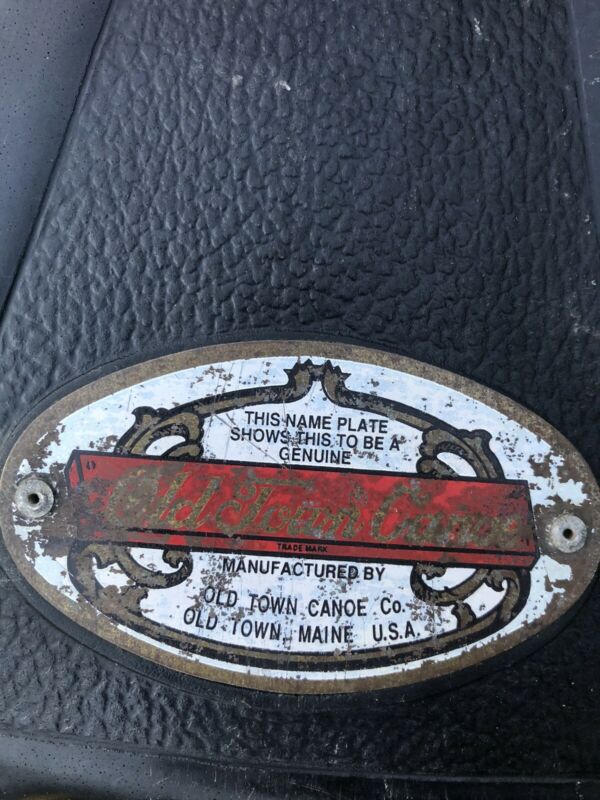 THIS NAME PLATE
SHOWS THIS TO BE A
GENUINE
Old Town Canoe
TRADE MARK
MANUFACTURED BY
OLD TOWN CANOE Co.
OLD TOWN, MAINE U.S.A.